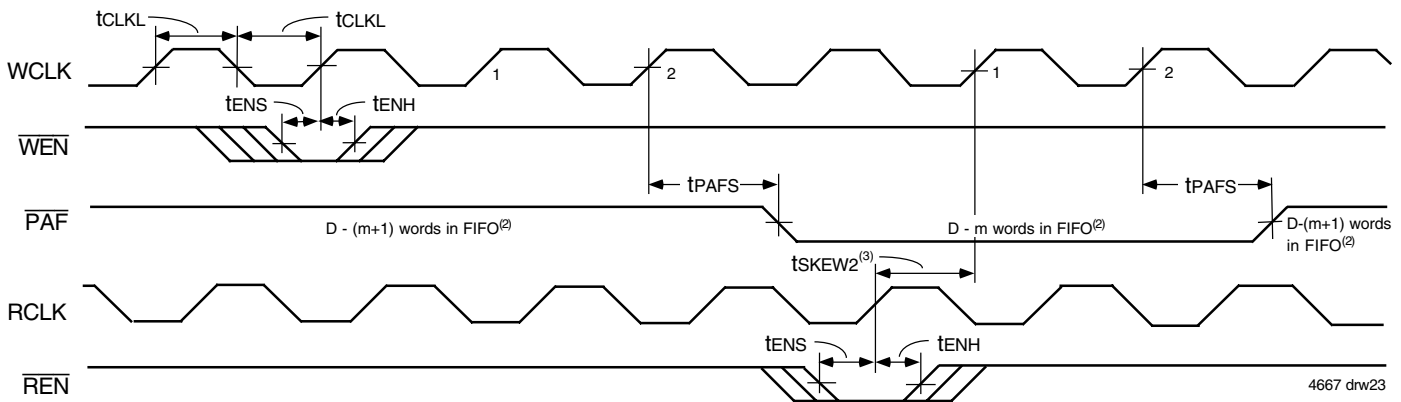 tCLKL tCLKL
WCLK 1 2 1 2
tENS tENH
WEN
tPAFS tPAFS
PAF
D - (m+1) words in FIFO(2) D - m words in FIFO(2) D-(m+1) words
in FIFO(2)
tSKEW2(3)
RCLK
tENS tENH
REN
4667 drw23